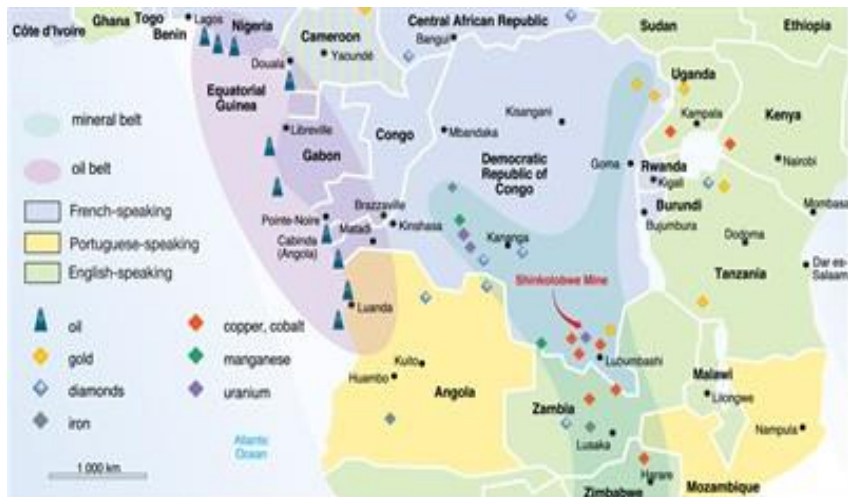 Côte d'Ivoire
Ghana
Togo
Benin
Lagos
Nigeria
Cameroon
Yaoundé
Douala
Central African Republic
Bangui
Sudan
Ethiopia
Equatorial
Guinea
Libreville
Gabon
Congo
Mbandaka
Kisangani
Democratic
Republic of
Congo
Uganda
Kampala
Kenya
Nairobi
Goma
Rwanda
Kigali
Burundi
Bujumbura
Mombasa
Dodoma
Dar es-
Salaam
Tanzania
Brazzaville
Pointe-Noire
Matadi
Kinshasa
Cabinda
(Angola)
Kananga
Shinkolobwe Mine
Luanda
Lubumbashi
Kuito
Huambo
Angola
Zambia
Lusaka
Malawi
Lilongwe
Nampula
Harare
Zimbabwe
Mozambique
Atlantic
Ocean
mineral belt
oil belt
French-speaking
Portuguese-speaking
English-speaking
oil
gold
diamonds
iron
copper, cobalt
manganese
uranium
1 000 km